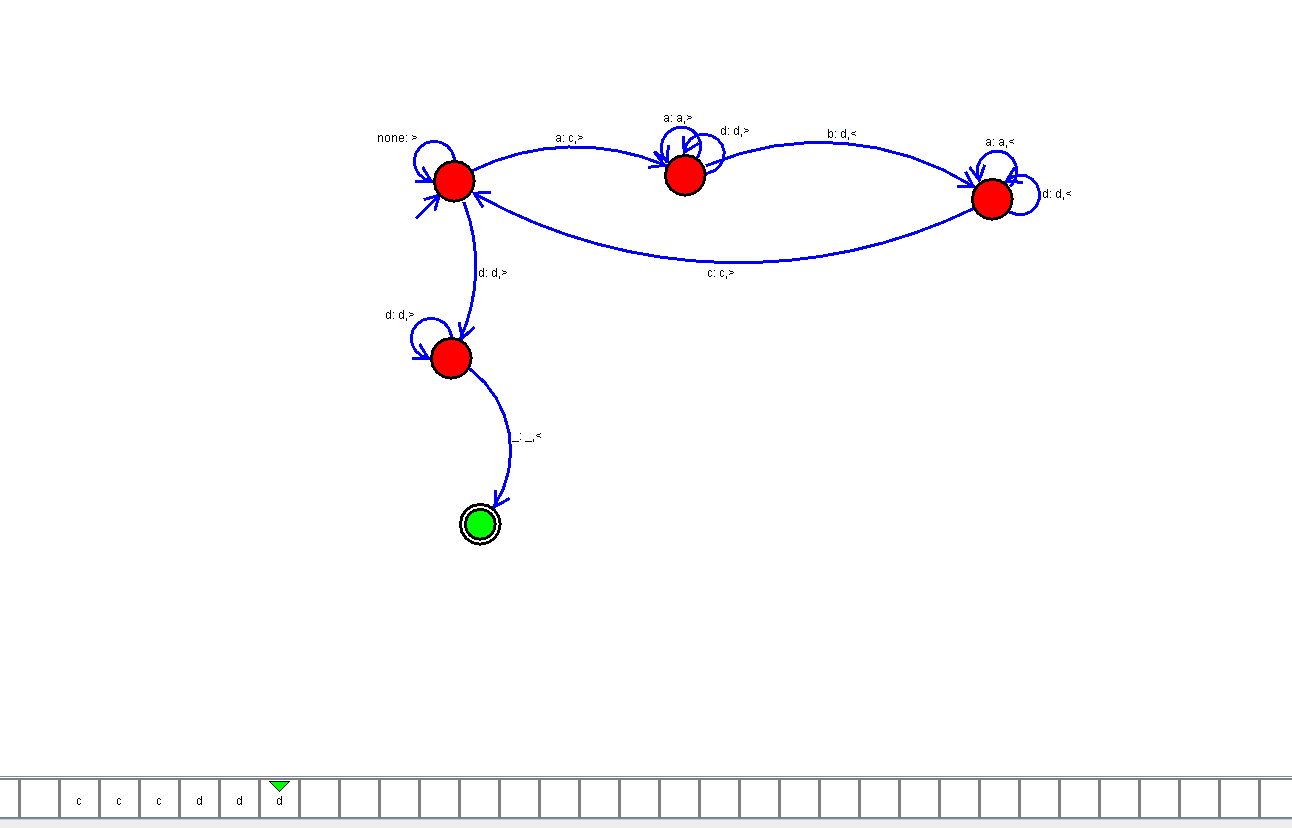 a: a,>
d: d,>
none: >
a: c,>
b: d,<
a: a,<
d: d,<
c: c,>
d: d,>
d: d,>
_: _,<
c c c d d d